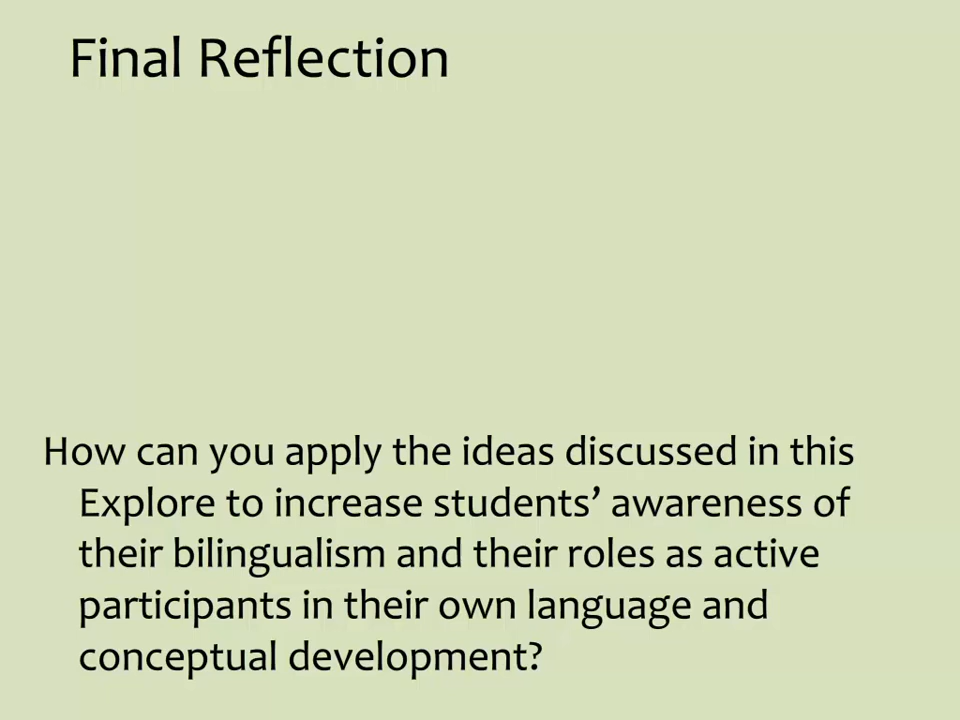 Final Reflection
How can you apply the ideas discussed in this
Explore to increase students’ awareness of
their bilingualism and their roles as active
participants in their own language and
conceptual development?